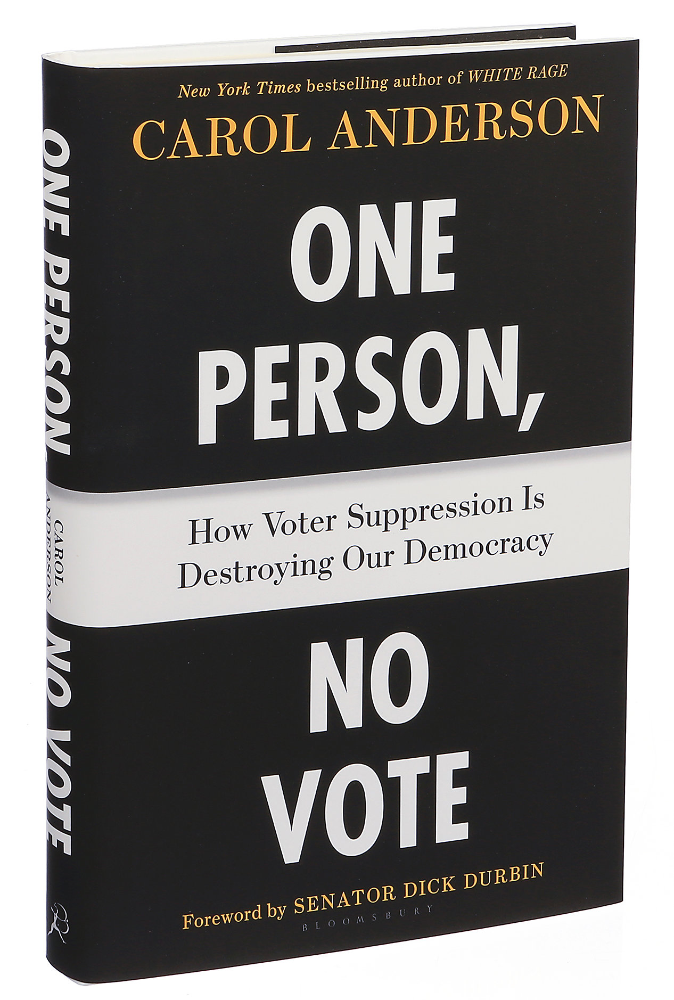 New York Times bestselling author of WHITE RAGE
CAROL ANDERSON
ONE
PERSON,
How Voter Suppression Is
Destroying Our Democracy
NO
VOTE
Foreword by SENATOR DICK DURBIN
BLOOMSBURY
ONE PERSON,
CAROL
ANDERSON
NO VOTE